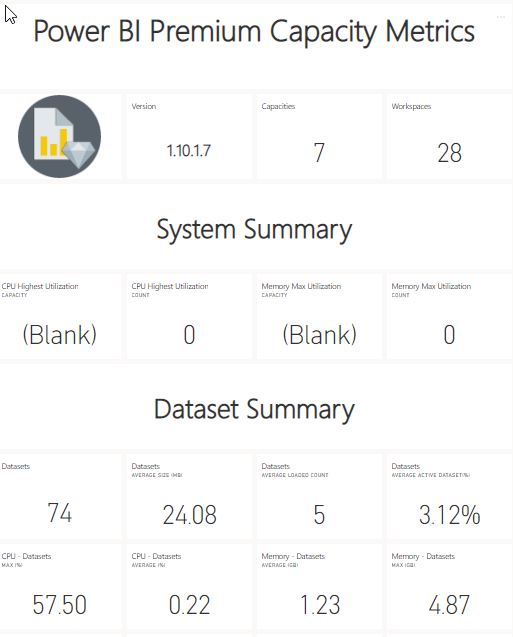 Power BI Premium Capacity Metrics
Version
1.10.1.7
Capacities
7
Workspaces
28
System Summary
CPU Highest Utilization
CAPACITY
(Blank)
CPU Highest Utilization
COUNT
0
Memory Max Utilization
CAPACITY
(Blank)
Memory Max Utilization
COUNT
0
Dataset Summary
Datasets
74
Datasets
AVERAGE SIZE (MB)
24.08
Datasets
AVERAGE LOADED COUNT
5
Datasets
AVERAGE ACTIVE DATASET(%)
3.12%
CPU - Datasets
MAX (%)
57.50
CPU - Datasets
AVERAGE (%)
0.22
Memory - Datasets
AVERAGE (GB)
1.23
Memory - Datasets
MAX (GB)
4.87